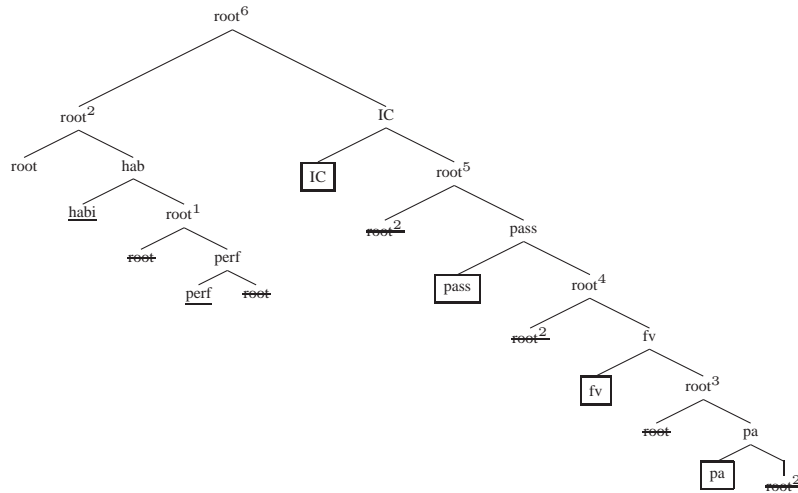 root⁶
root² IC
root hab IC root⁵
habi root¹ root² pass
root perf pass root⁴
perf root root² fv
fv root³
root pa
pa root²